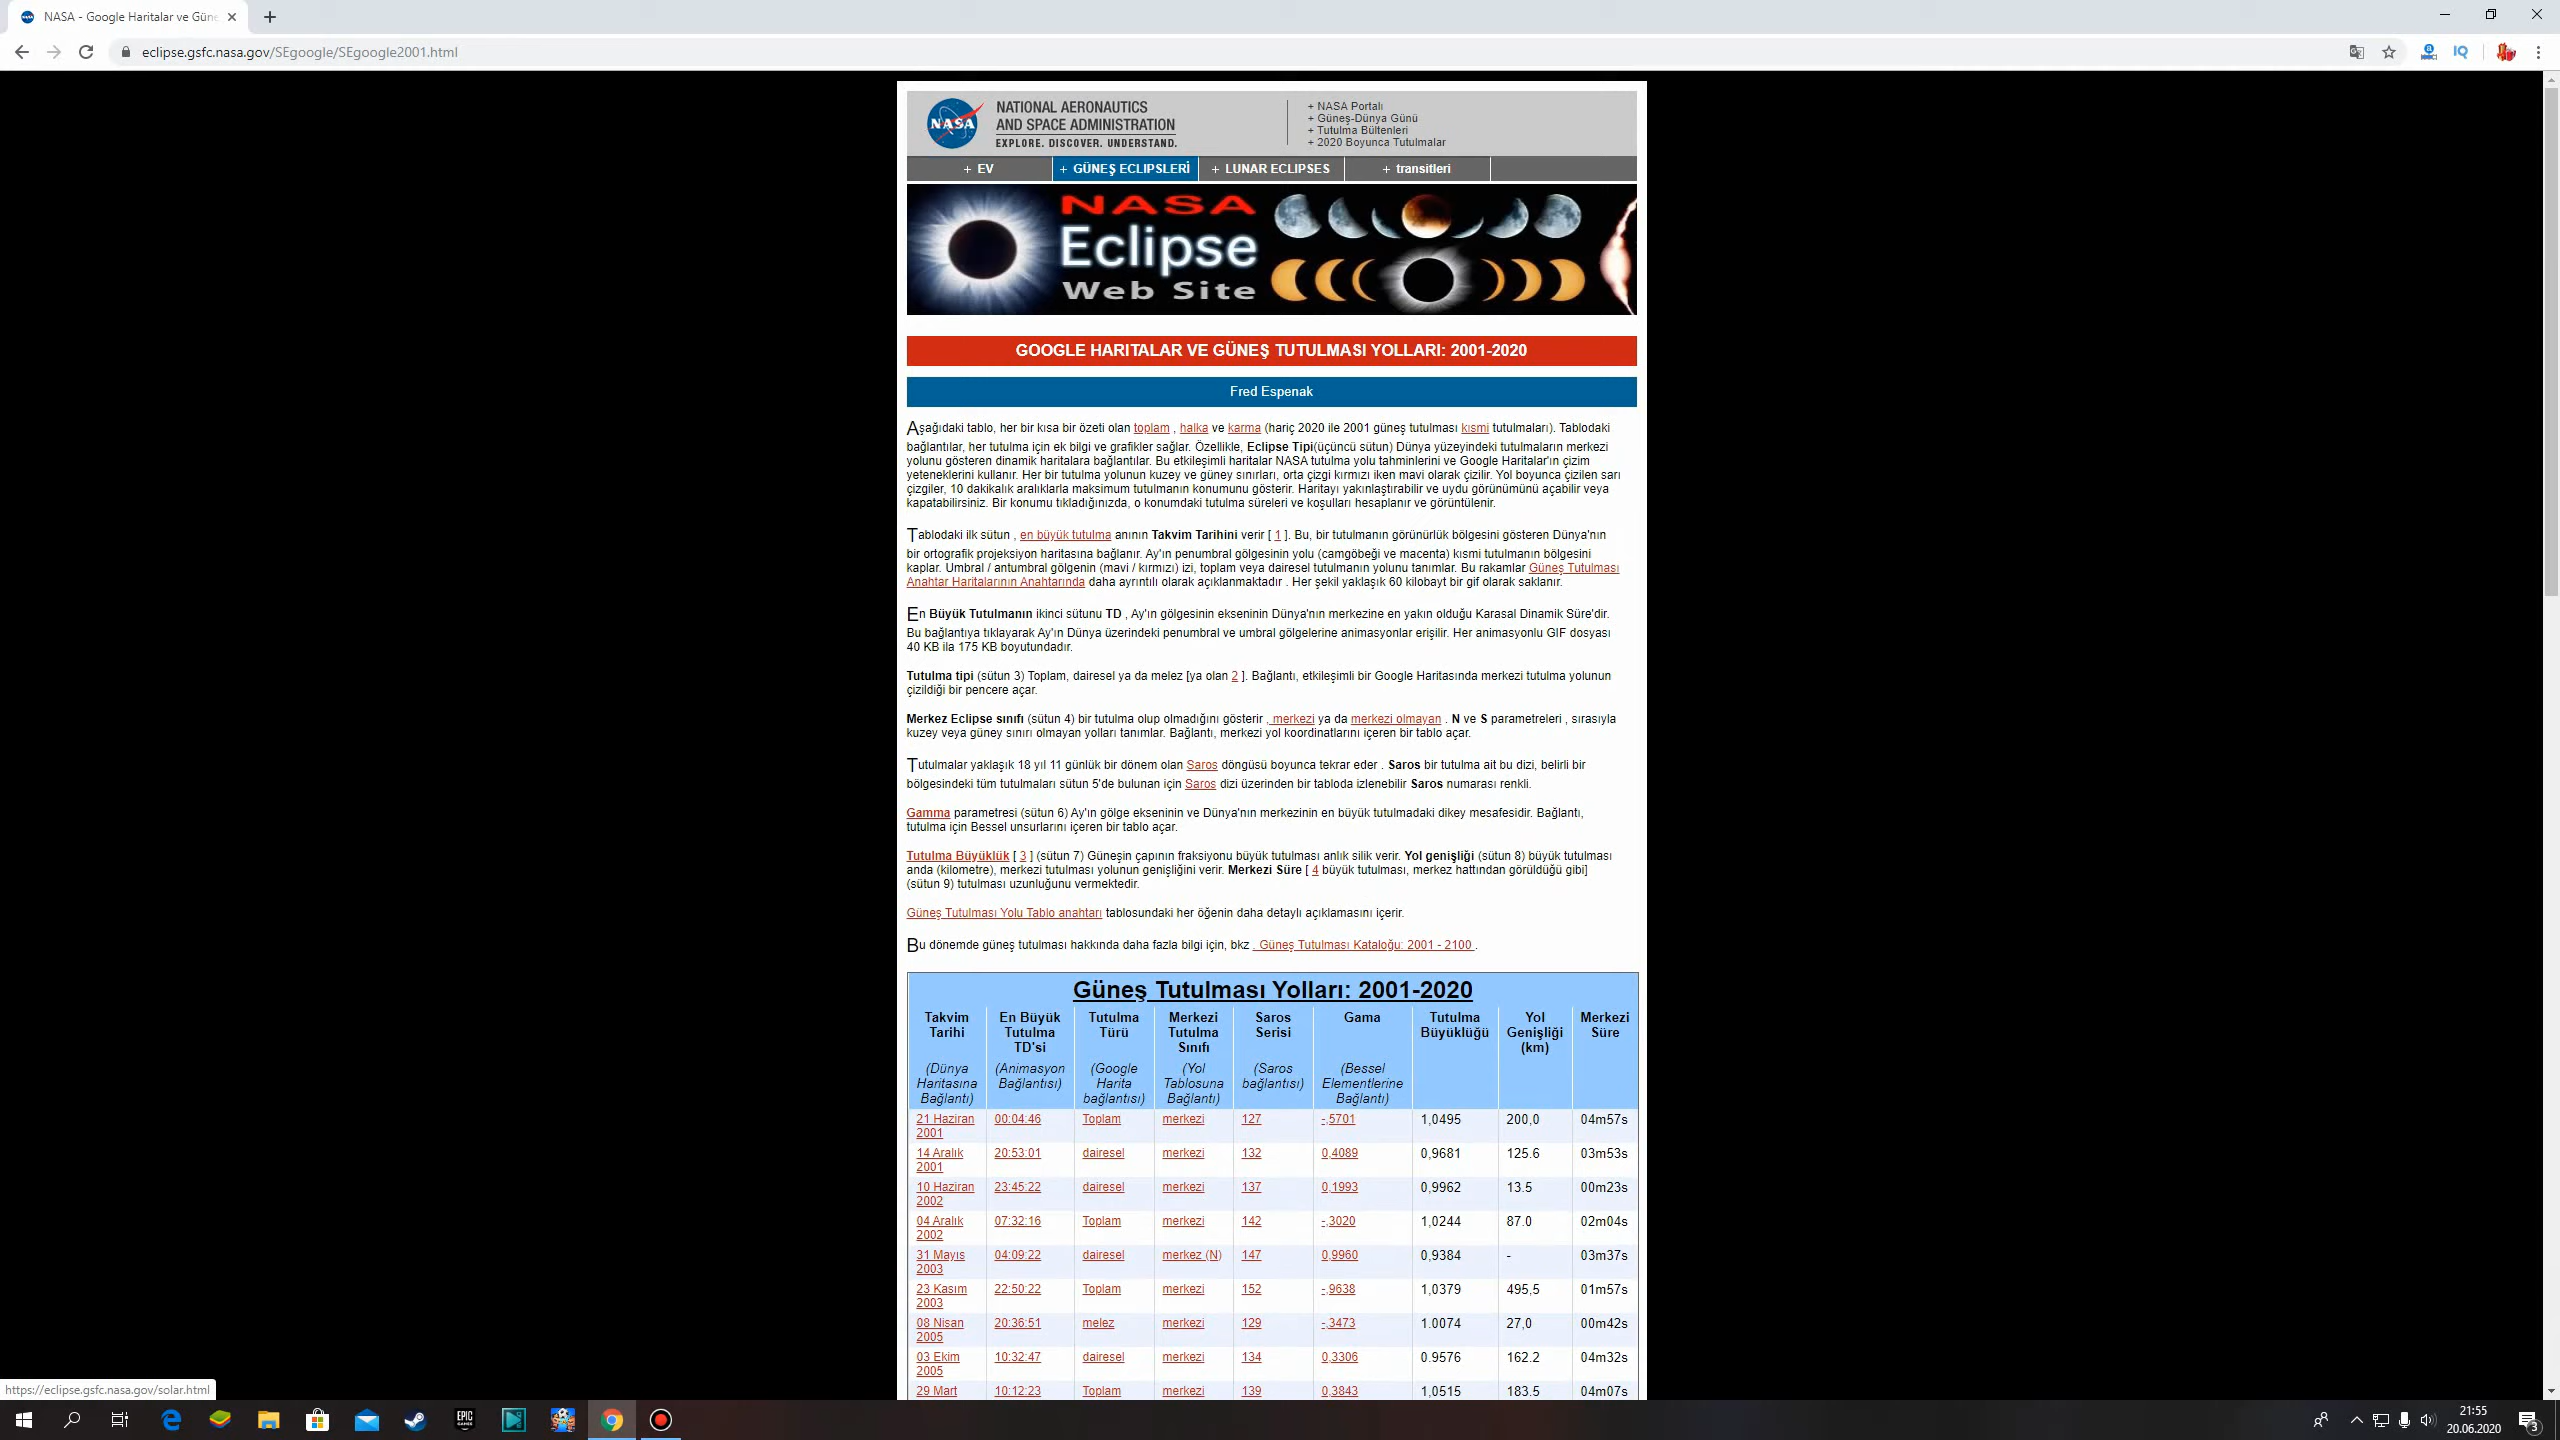 NASA - Google Haritalar ve Güne
eclipse.gsfc.nasa.gov/SEgoogle/SEgoogle2001.html
NASA
NATIONAL AERONAUTICS
AND SPACE ADMINISTRATION
EXPLORE. DISCOVER. UNDERSTAND.
+ NASA Portalı
+ Güneş-Dünya Günü
+ Tutulma Bültenleri
+ 2020 Boyunca Tutulmalar
+ EV + GÜNEŞ ECLIPSLERİ + LUNAR ECLIPSES + transitleri
NASA
Eclipse
Web Site
GOOGLE HARITALAR VE GÜNEŞ TUTULMASI YOLLARI: 2001-2020
Fred Espenak
Aşağıdaki tablo, her bir kısa bir özeti olan toplam , halka ve karma (hariç 2020 ile 2001 güneş tutulması kısmi tutulmaları). Tablodaki
bağlantılar, her tutulma için ek bilgi ve grafikler sağlar. Özellikle, Eclipse Tipi(üçüncü sütun) Dünya yüzeyindeki tutulmaların merkezi
yolunu gösteren dinamik haritalara bağlantılar. Bu etkileşimli haritalar NASA tutulma yolu tahminlerini ve Google Haritalar'ın çizim
yeteneklerini kullanır. Her bir tutulma yolunun kuzey ve güney sınırları, orta çizgi kırmızı iken mavi olarak çizilir. Yol boyunca çizilen sarı
çizgiler, 10 dakikalık aralıklarla maksimum tutulmanın konumunu gösterir. Haritayı yakınlaştırabilir ve uydu görünümünü açabilir veya
kapatabilirsiniz. Bir konumu tıkladığınızda, o konumdaki tutulma süreleri ve koşulları hesaplanır ve görüntülenir.
Tablodaki ilk sütun , en büyük tutulma anının Takvim Tarihini verir [ 1 ]. Bu, bir tutulmanın görünürlük bölgesini gösteren Dünya'nın
bir ortografik projeksiyon haritasına bağlanır. Ay'ın penumbral gölgesinin yolu (camgöbeği ve macenta) kısmi tutulmanın bölgesini
kaplar. Umbral / antumbral gölgenin (mavi / kırmızı) izi, toplam veya dairesel tutulmanın yolunu tanımlar. Bu rakamlar Güneş Tutulması
Anahtar Haritalarının Anahtarında daha ayrıntılı olarak açıklanmaktadır . Her şekil yaklaşık 60 kilobayt bir gif olarak saklanır.
En Büyük Tutulmanın ikinci sütunu TD , Ay'ın gölgesinin ekseninin Dünya'nın merkezine en yakın olduğu Karasal Dinamik Süre'dir.
Bu bağlantıya tıklayarak Ay'ın Dünya üzerindeki penumbral ve umbral gölgelerine animasyonlar erişilir. Her animasyonlu GIF dosyası
40 KB ila 175 KB boyutundadır.
Tutulma tipi (sütun 3) Toplam, dairesel ya da melez [ya olan 2 ]. Bağlantı, etkileşimli bir Google Haritasında merkezi tutulma yolunun
çizildiği bir pencere açar.
Merkez Eclipse sınıfı (sütun 4) bir tutulma olup olmadığını gösterir , merkezi ya da merkezi olmayan . N ve S parametreleri , sırasıyla
kuzey veya güney sınırı olmayan yolları tanımlar. Bağlantı, merkezi yol koordinatlarını içeren bir tablo açar.
Tutulmalar yaklaşık 18 yıl 11 günlük bir dönem olan Saros döngüsü boyunca tekrar eder . Saros bir tutulma ait bu dizi, belirli bir
bölgesindeki tüm tutulmaları sütun 5'de bulunan için Saros dizi üzerinden bir tabloda izlenebilir Saros numarası renkli.
Gamma parametresi (sütun 6) Ay'ın gölge ekseninin ve Dünya'nın merkezinin en büyük tutulmadaki dikey mesafesidir. Bağlantı,
tutulma için Bessel unsurlarını içeren bir tablo açar.
Tutulma Büyüklük [ 3 ] (sütun 7) Güneşin çapının fraksiyonu büyük tutulması anlık silik verir. Yol genişliği (sütun 8) büyük tutulması
anda (kilometre), merkezi tutulması yolunun genişliğini verir. Merkezi Süre [ 4 büyük tutulması, merkez hattından görüldüğü gibi]
(sütun 9) tutulması uzunluğunu vermektedir.
Güneş Tutulması Yolu Tablo anahtarı tablosundaki her öğenin daha detaylı açıklamasını içerir.
Bu dönemde güneş tutulması hakkında daha fazla bilgi için, bkz . Güneş Tutulması Kataloğu: 2001 - 2100 .
Güneş Tutulması Yolları: 2001-2020
Takvim En Büyük Tutulma Merkezi Saros Gama Tutulma Yol Merkezi
Tarihi Tutulma Türü Tutulma Serisi Büyüklüğü Genişliği Süre
TD'si Sınıfı (km)
(Dünya (Animasyon (Google (Yol (Saros (Bessel
Haritasına Bağlantısı) Harita Tablosuna bağlantısı) Elementlerine
Bağlantı) bağlantısı) Bağlantı) Bağlantı)
21 Haziran 00:04:46 Toplam merkezi 127 -,5701 1,0495 200,0 04m57s
2001
14 Aralık 20:53:01 dairesel merkezi 132 0,4089 0,9681 125.6 03m53s
2001
10 Haziran 23:45:22 dairesel merkezi 137 0,1993 0,9962 13.5 00m23s
2002
04 Aralık 07:32:16 Toplam merkezi 142 -,3020 1,0244 87.0 02m04s
2002
31 Mayıs 04:09:22 dairesel merkez (N) 147 0,9960 0,9384 - 03m37s
2003
23 Kasım 22:50:22 Toplam merkezi 152 -,9638 1,0379 495,5 01m57s
2003
08 Nisan 20:36:51 melez merkezi 129 -,3473 1.0074 27,0 00m42s
2005
03 Ekim 10:32:47 dairesel merkezi 134 0,3306 0.9576 162.2 04m32s
2005
29 Mart 10:12:23 Toplam merkezi 139 0,3843 1,0515 183.5 04m07s
https://eclipse.gsfc.nasa.gov/solar.html
EPIC
GAMES
21:55
20.06.2020
3